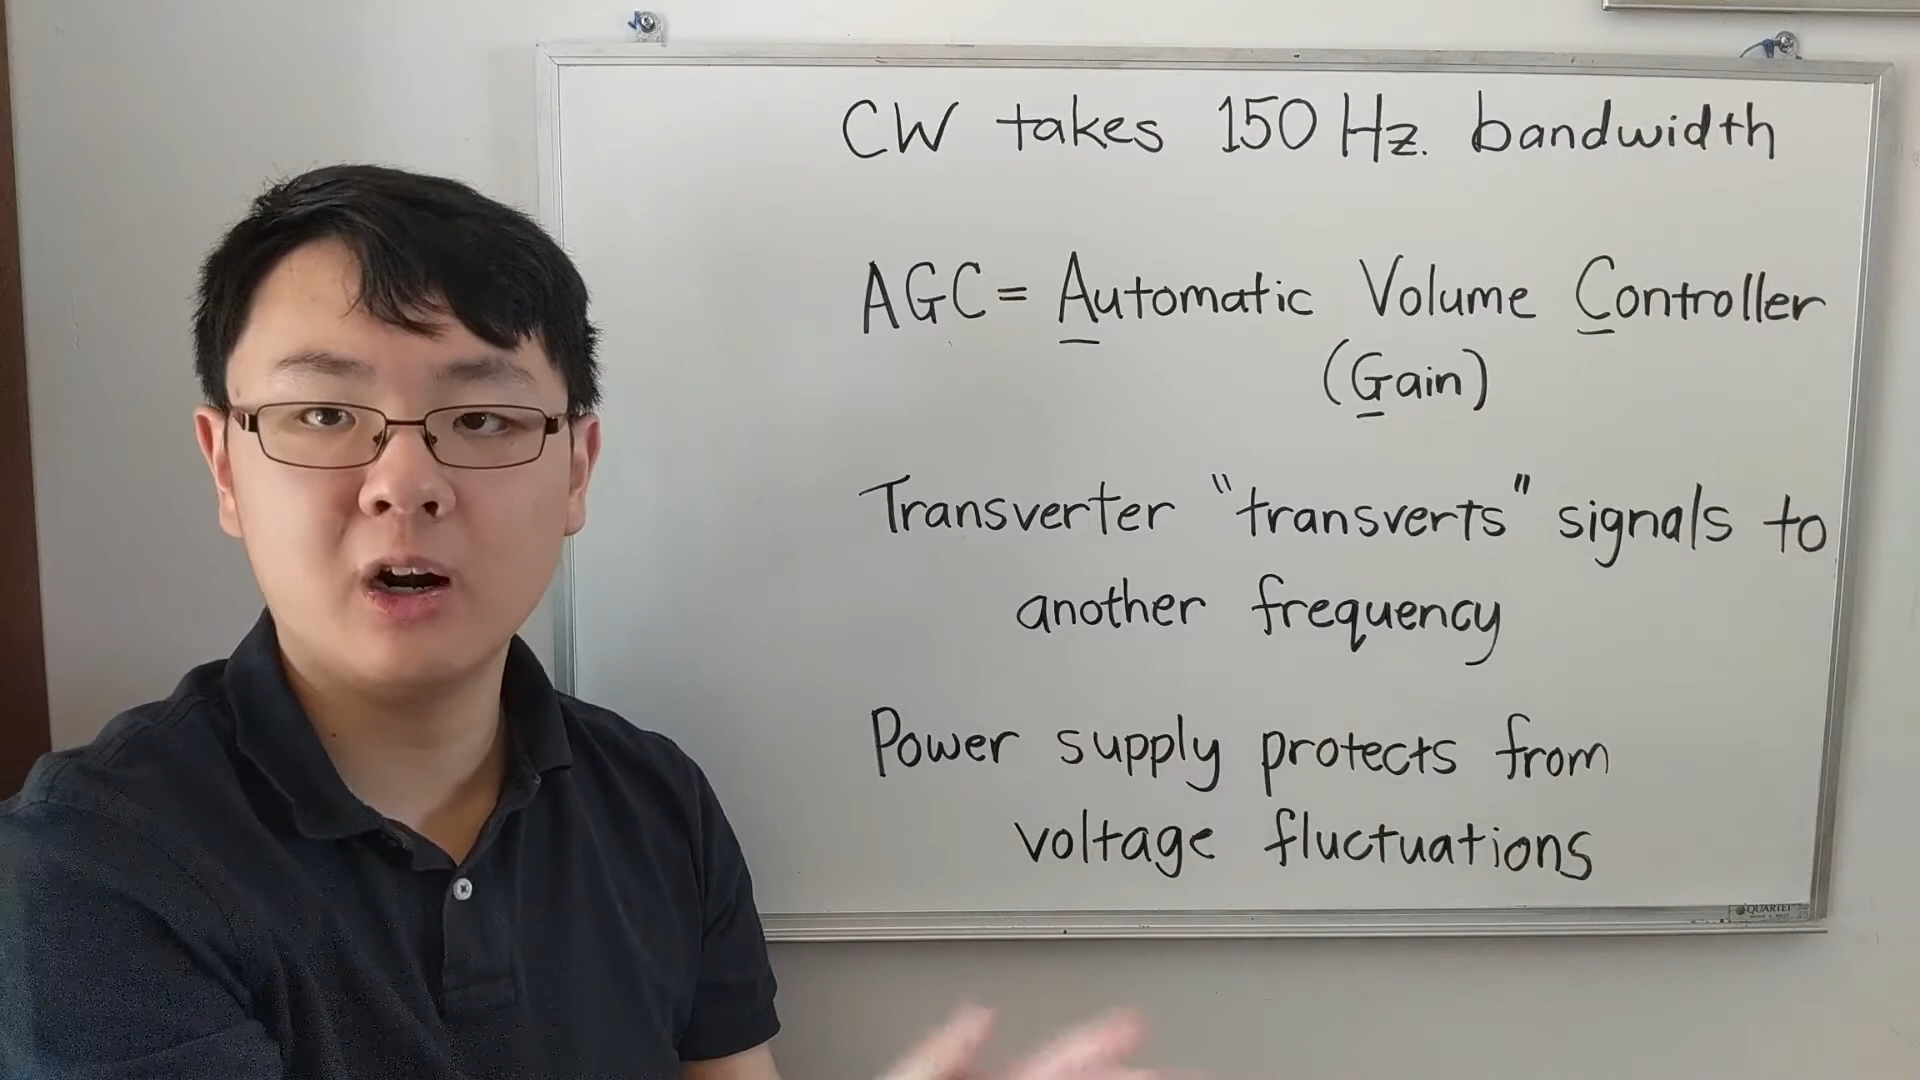 CW takes 150 Hz. bandwidth
AGC = Automatic Volume Controller
(Gain)
Transverter "transverts" signals to
another frequency
Power supply protects from
voltage fluctuations
QUARTET